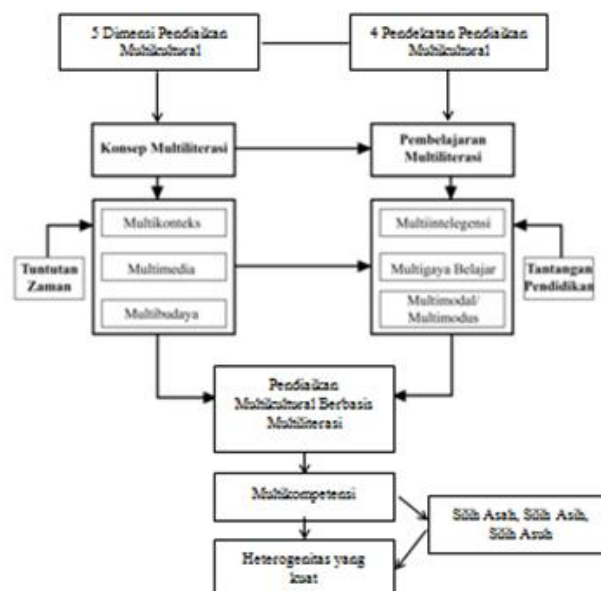 5 Dimensi Pendidikan
Multikultural
4 Pendekatan Pendidikan
Multikultural
Konsep Multiliterasi
Pembelajaran
Multiliterasi
Multikonteks
Multimedia
Multibudaya
Tuntutan
Zaman
Multiintelegensi
Multigaya Belajar
Multimodal/
Multimodus
Tantangan
Pendidikan
Pendidikan
Multikultural Berbasis
Multiliterasi
Multikompetensi
Silih Asah, Silih Asih,
Silih Asuh
Heterogenitas yang
kuat